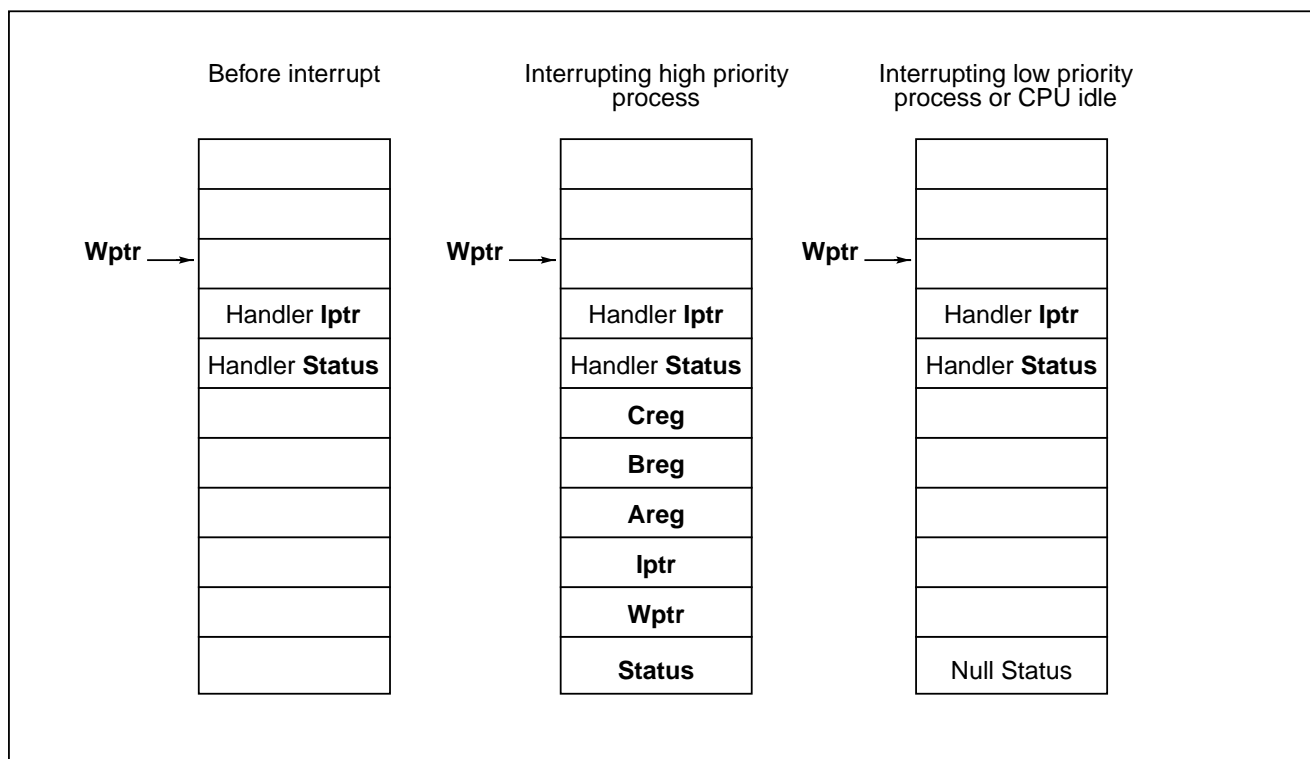 Before interrupt
Interrupting high priority
process
Interrupting low priority
process or CPU idle
Wptr
Handler Iptr
Handler Status
Wptr
Handler Iptr
Handler Status
Creg
Breg
Areg
Iptr
Wptr
Status
Wptr
Handler Iptr
Handler Status
Null Status